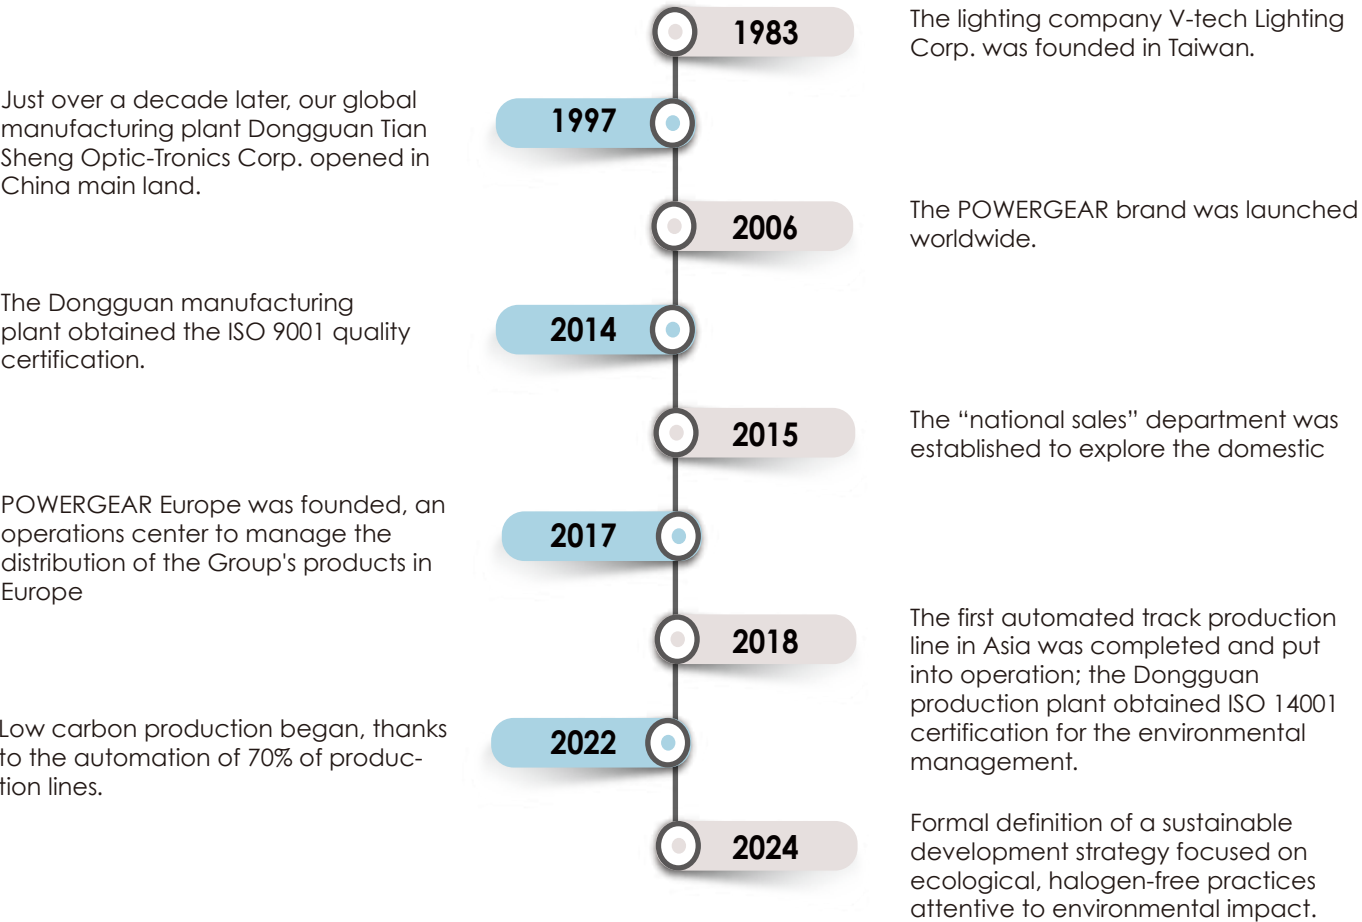 1983
The lighting company V-tech Lighting
Corp. was founded in Taiwan.
1997
Just over a decade later, our global
manufacturing plant Dongguan Tian
Sheng Optic-Tronics Corp. opened in
China main land.
2006
The POWERGEAR brand was launched
worldwide.
2014
The Dongguan manufacturing
plant obtained the ISO 9001 quality
certification.
2015
The “national sales” department was
established to explore the domestic
2017
POWERGEAR Europe was founded, an
operations center to manage the
distribution of the Group's products in
Europe
2018
The first automated track production
line in Asia was completed and put
into operation; the Dongguan
production plant obtained ISO 14001
certification for the environmental
management.
2022
Low carbon production began, thanks
to the automation of 70% of produc-
tion lines.
2024
Formal definition of a sustainable
development strategy focused on
ecological, halogen-free practices
attentive to environmental impact.